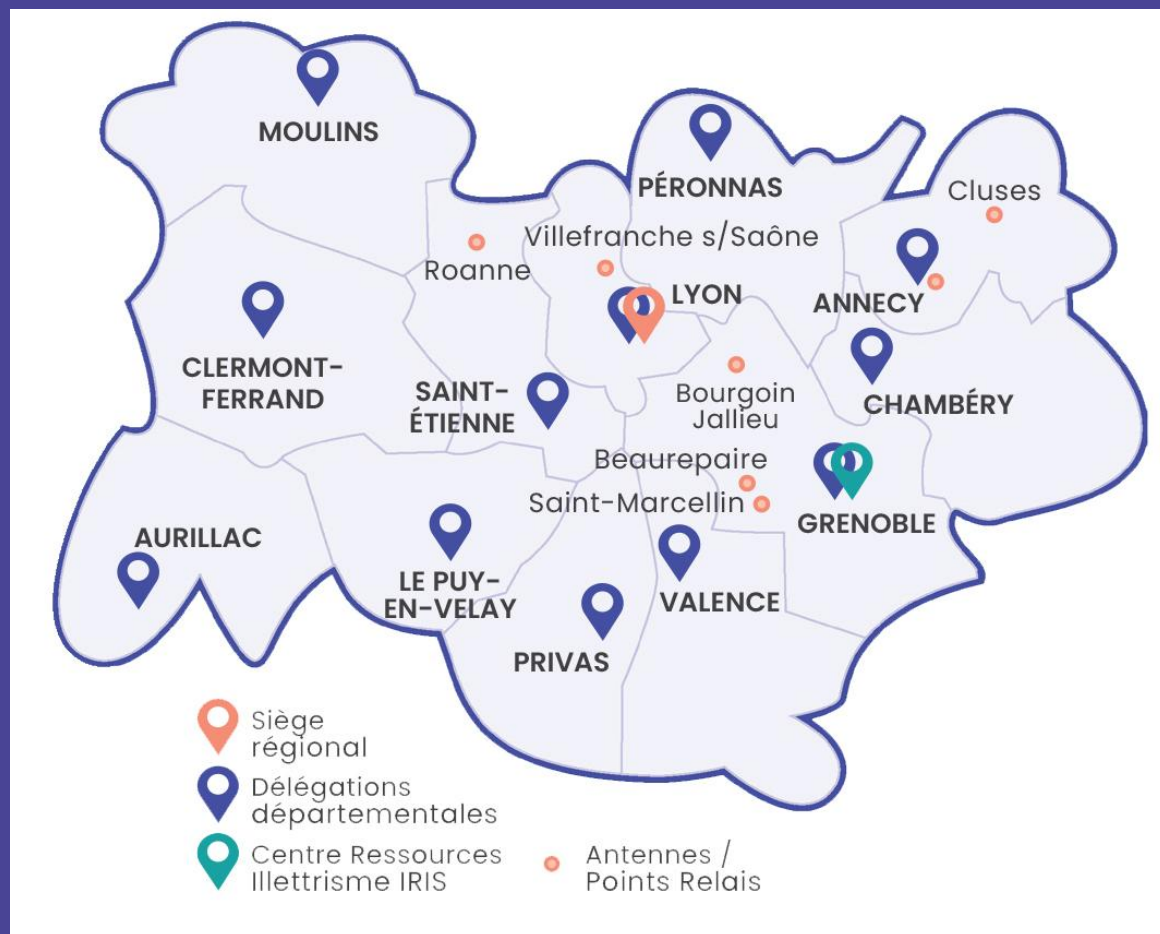 MOULINS
PÉRONNAS
Cluses
Villefranche s/Saône
Roanne
LYON
ANNECY
CLERMONT-
FERRAND
SAINT-
ÉTIENNE
Bourgoin
Jallieu
CHAMBÉRY
Beaurepaire
Saint-Marcellin
GRENOBLE
AURILLAC
LE PUY-
EN-VELAY
VALENCE
PRIVAS
Siège
régional
Délégations
départementales
Centre Ressources
Illettrisme IRIS
Antennes /
Points Relais